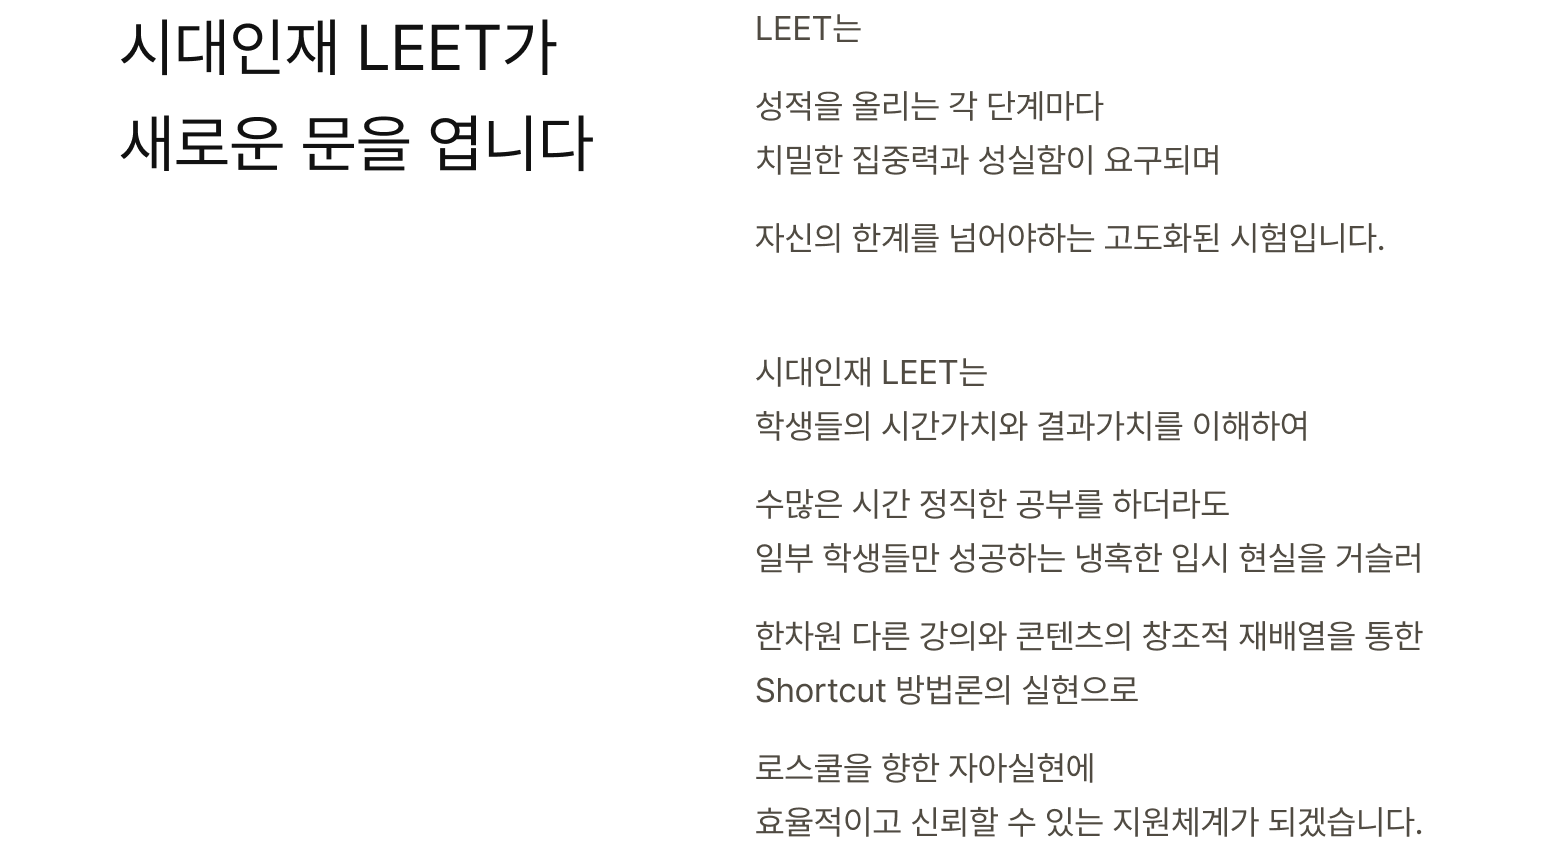 시대인재 LEET가
새로운 문을 엽니다
LEET는
성적을 올리는 각 단계마다
치밀한 집중력과 성실함이 요구되며
자신의 한계를 넘어야하는 고도화된 시험입니다.
시대인재 LEET는
학생들의 시간가치와 결과가치를 이해하여
수많은 시간 정직한 공부를 하더라도
일부 학생들만 성공하는 냉혹한 입시 현실을 거슬러
한차원 다른 강의와 콘텐츠의 창조적 재배열을 통한
Shortcut 방법론의 실현으로
로스쿨을 향한 자아실현에
효율적이고 신뢰할 수 있는 지원체계가 되겠습니다.